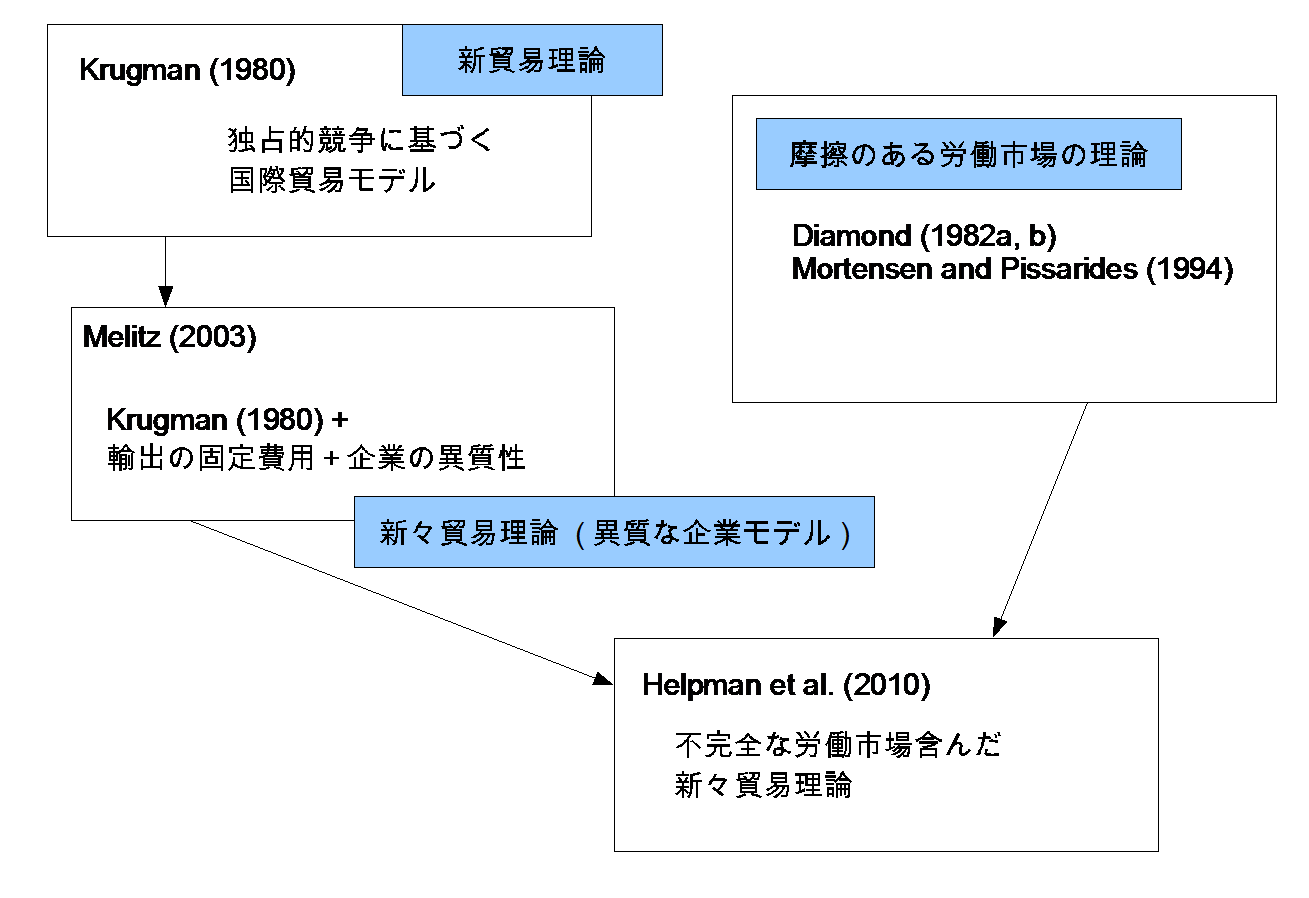 Krugman (1980)
新貿易理論
独占的競争に基づく
国際貿易モデル
摩擦のある労働市場の理論
Diamond (1982a, b)
Mortensen and Pissarides (1994)
Melitz (2003)
Krugman (1980) +
輸出の固定費用＋企業の異質性
新々貿易理論（異質な企業モデル）
Helpman et al. (2010)
不完全な労働市場含んだ
新々貿易理論